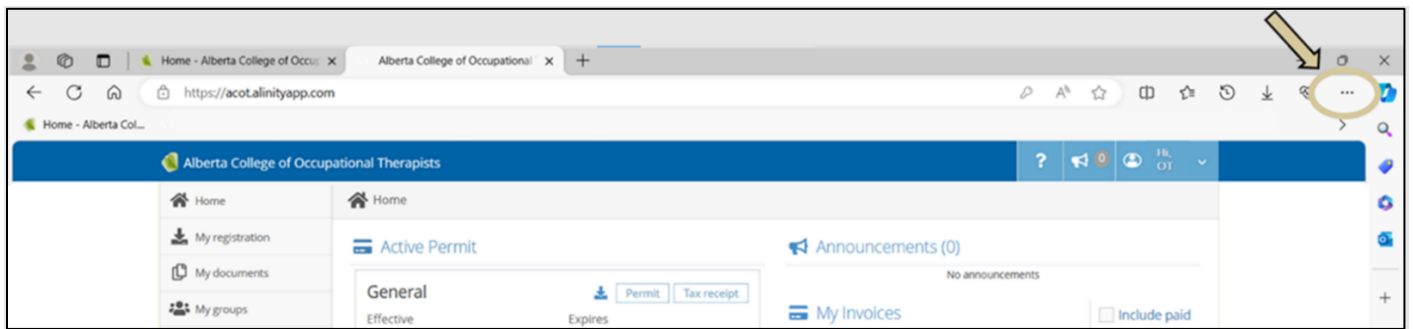 Home - Alberta College of Occup
Alberta College of Occupational
https://acot.alinityapp.com
Home - Alberta Col...
Alberta College of Occupational Therapists
? 0 Hi, OT
Home
My registration
My documents
My groups
Home
Active Permit
General
Permit Tax receipt
Effective Expires
Announcements (0)
No announcements
My Invoices
Include paid